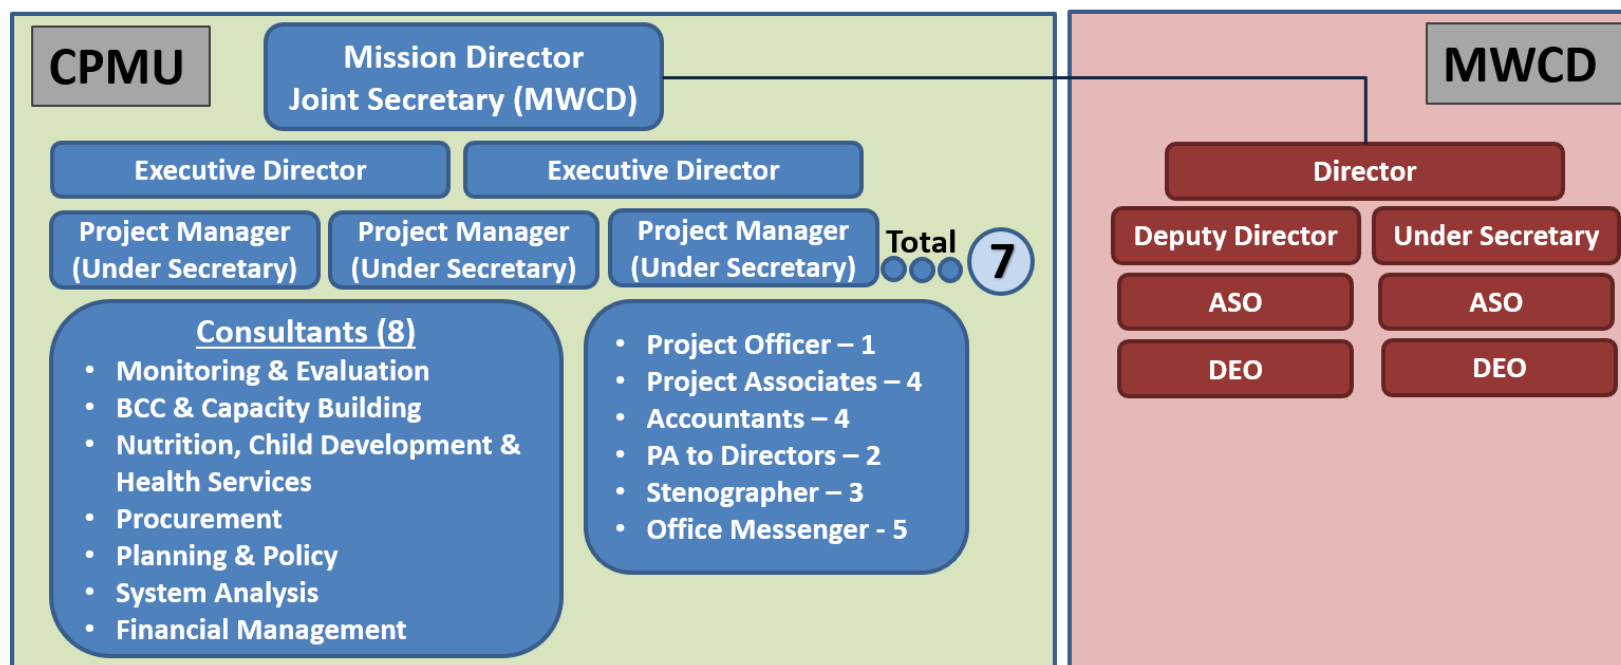 CPMU
Mission Director
Joint Secretary (MWCD)
Executive Director
Executive Director
Project Manager
(Under Secretary)
Project Manager
(Under Secretary)
Project Manager
(Under Secretary)
Total
7
Consultants (8)
• Monitoring & Evaluation
• BCC & Capacity Building
• Nutrition, Child Development &
Health Services
• Procurement
• Planning & Policy
• System Analysis
• Financial Management
• Project Officer – 1
• Project Associates – 4
• Accountants – 4
• PA to Directors – 2
• Stenographer – 3
• Office Messenger - 5
MWCD
Director
Deputy Director
Under Secretary
ASO
ASO
DEO
DEO